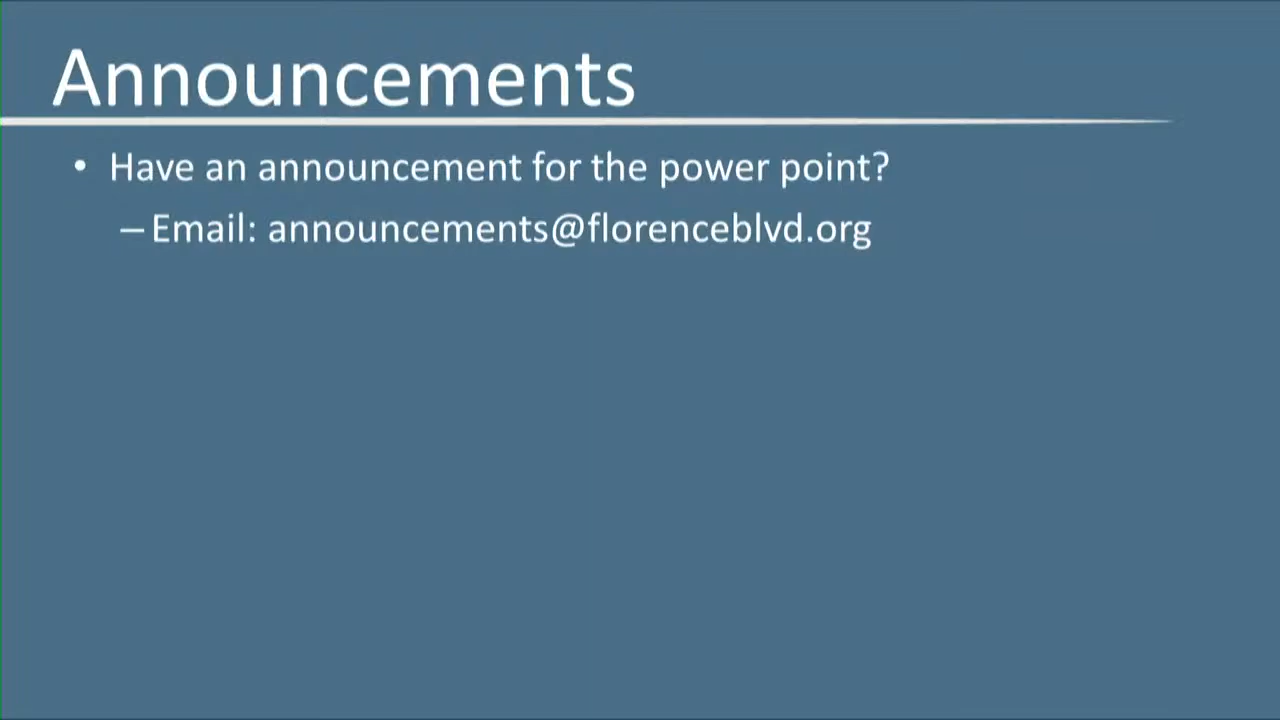 Announcements
• Have an announcement for the power point?
– Email: announcements@florenceblvd.org